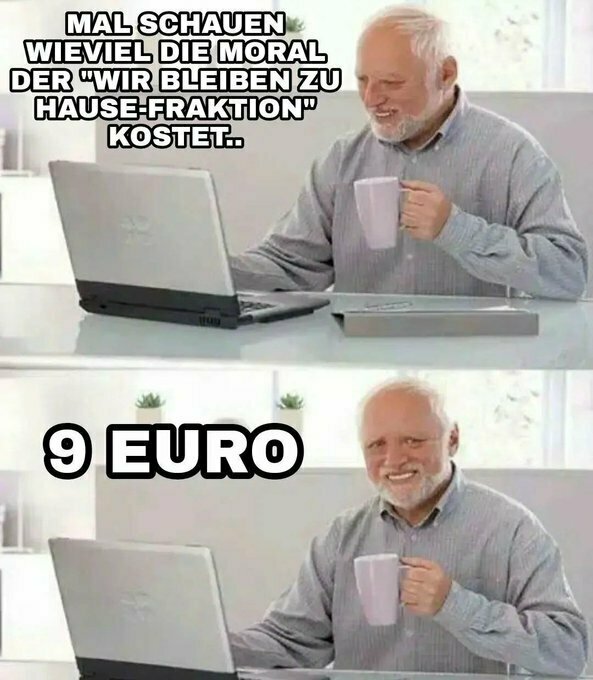 MAL SCHAUEN
WIEVIEL DIE MORAL
DER "WIR BLEIBEN ZU
HAUSE-FRAKTION"
KOSTET..
9 EURO